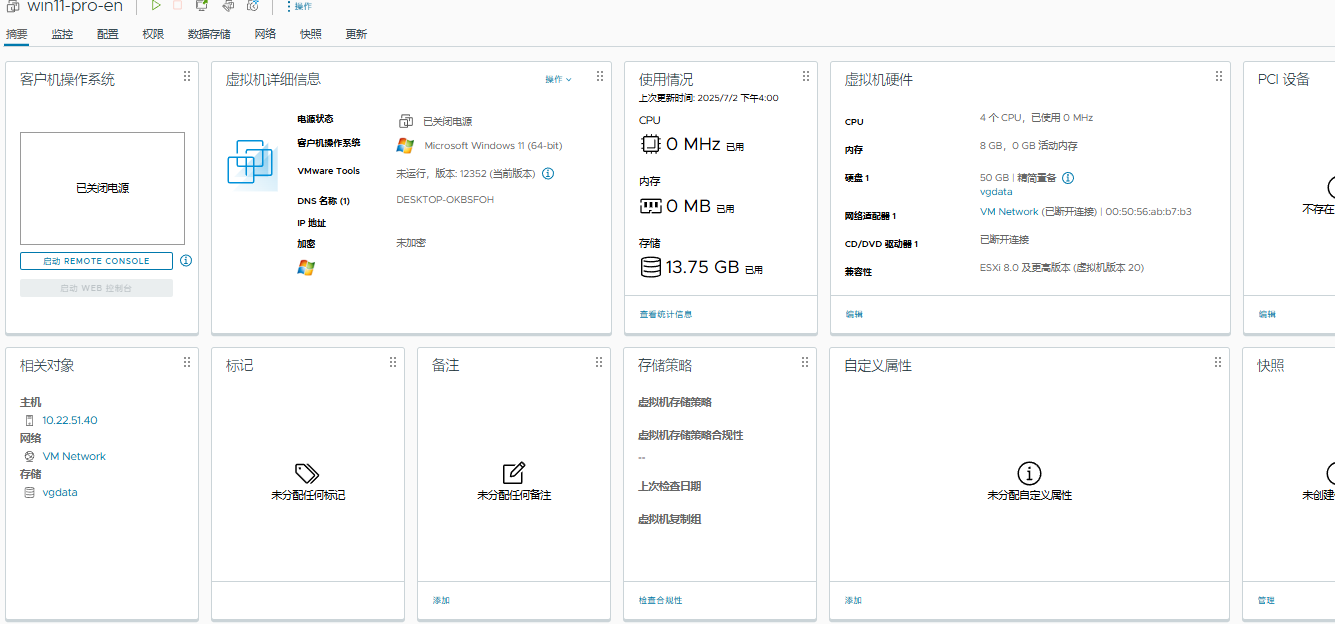 win11-pro-en
操作
摘要 监控 配置 权限 数据存储 网络 快照 更新
客户机操作系统
已关闭电源
启动 REMOTE CONSOLE
启动 WEB 控制台
虚拟机详细信息
操作
电源状态 已关闭电源
客户机操作系统 Microsoft Windows 11 (64-bit)
VMware Tools 未运行，版本: 12352 (当前版本)
DNS 名称 (1) DESKTOP-OKBSFOH
IP 地址
加密 未加密
使用情况
上次更新时间: 2025/7/2 下午4:00
CPU
0 MHz 已用
内存
0 MB 已用
存储
13.75 GB 已用
查看统计信息
虚拟机硬件
CPU 4 个 CPU，已使用 0 MHz
内存 8 GB，0 GB 活动内存
硬盘 1 50 GB | 精简置备
vgdata
网络适配器 1 VM Network (已断开连接) | 00:50:56:ab:b7:b3
CD/DVD 驱动器 1 已断开连接
兼容性 ESXi 8.0 及更高版本 (虚拟机版本 20)
编辑
PCI 设备
不存在
编辑
相关对象
主机
10.22.51.40
网络
VM Network
存储
vgdata
标记
未分配任何标记
备注
未分配任何备注
添加
存储策略
虚拟机存储策略
虚拟机存储策略合规性
--
上次检查日期
虚拟机复制组
检查合规性
自定义属性
未分配自定义属性
添加
快照
未创建
管理